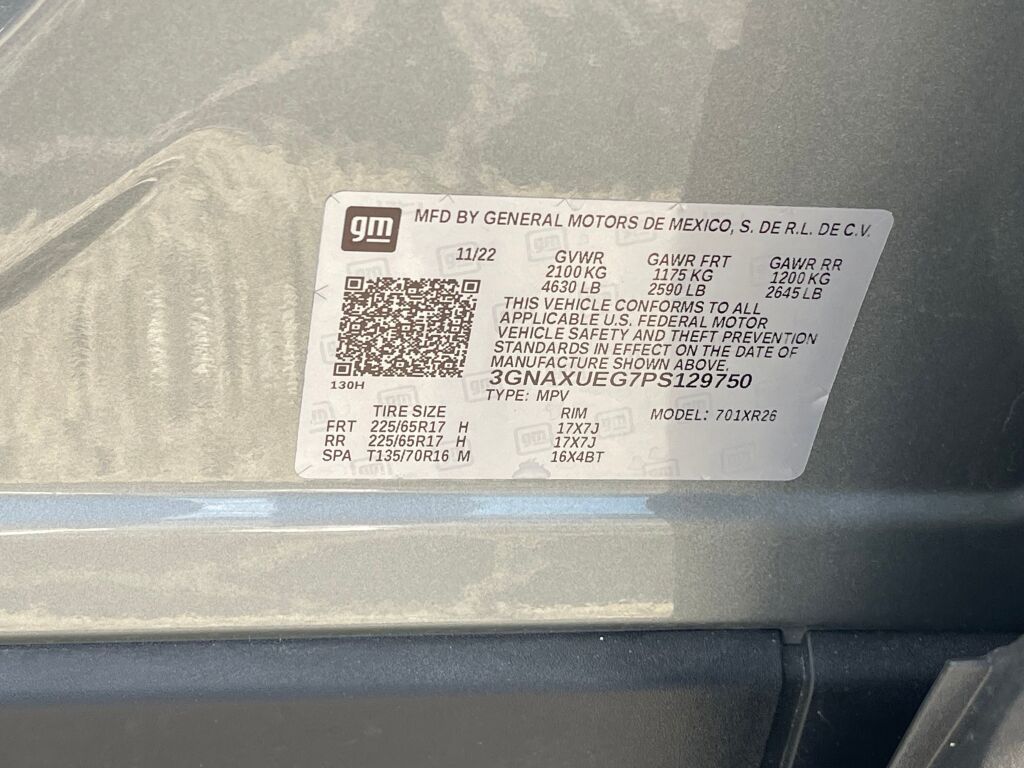 gm MFD BY GENERAL MOTORS DE MEXICO, S. DE R.L. DE C.V.
11/22 GVWR GAWR FRT GAWR RR
2100 KG 1175 KG 1200 KG
4630 LB 2590 LB 2645 LB
THIS VEHICLE CONFORMS TO ALL
APPLICABLE U.S. FEDERAL MOTOR
VEHICLE SAFETY AND THEFT PREVENTION
STANDARDS IN EFFECT ON THE DATE OF
MANUFACTURE SHOWN ABOVE.
130H 3GNAXUEG7PS129750
TYPE: MPV MODEL: 701XR26
TIRE SIZE RIM
FRT 225/65R17 H 17X7J
RR 225/65R17 H 17X7J
SPA T135/70R16 M 16X4BT